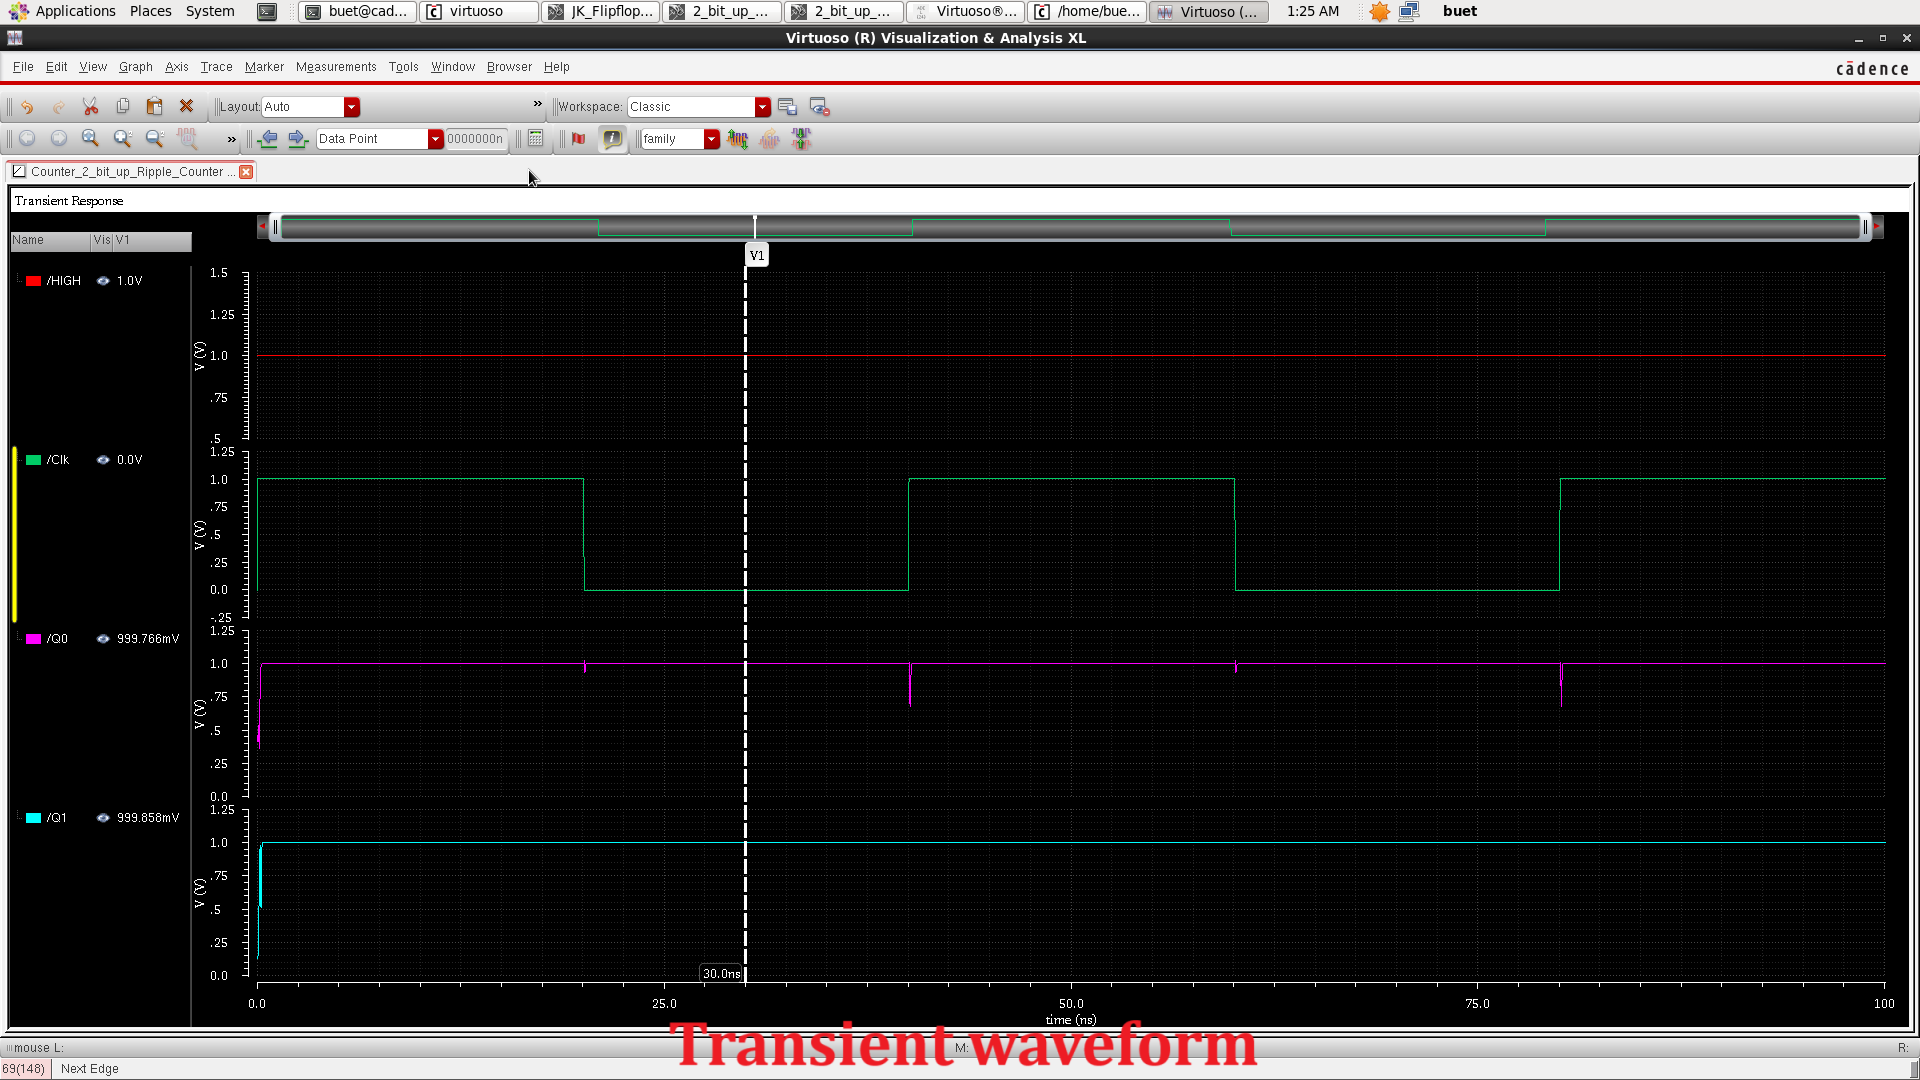 Applications Places System buet@cad... virtuoso JK_Flipflop... 2_bit_up_... 2_bit_up_... Virtuoso®... /home/bue... Virtuoso (... 1:25 AM buet
Virtuoso (R) Visualization & Analysis XL
File Edit View Graph Axis Trace Marker Measurements Tools Window Browser Help cādence
Layout: Auto » Workspace: Classic
» Data Point 0000000n family
Counter_2_bit_up_Ripple_Counter ...
Transient Response
Name Vis V1
V1
/HIGH 1.0V
1.5
1.25
1.0
.75
.5
V (V)
/Clk 0.0V
1.25
1.0
.75
.5
.25
0.0
-.25
V (V)
/Q0 999.766mV
1.25
1.0
.75
.5
.25
0.0
V (V)
/Q1 999.858mV
1.25
1.0
.75
.5
.25
0.0
V (V)
30.0ns
0.0 25.0 50.0 75.0 100
time (ns)
Transient waveform
mouse L: M: R:
69(148) Next Edge